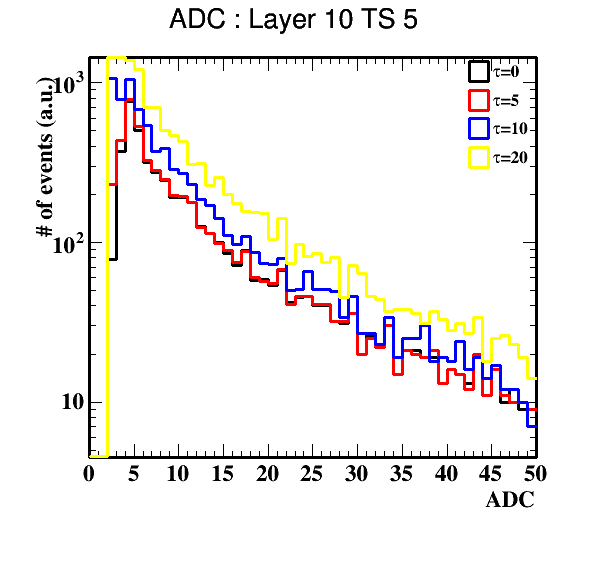 ADC : Layer 10 TS 5
# of events (a.u.)
10³
10²
10
τ=0
τ=5
τ=10
τ=20
0 5 10 15 20 25 30 35 40 45 50
ADC